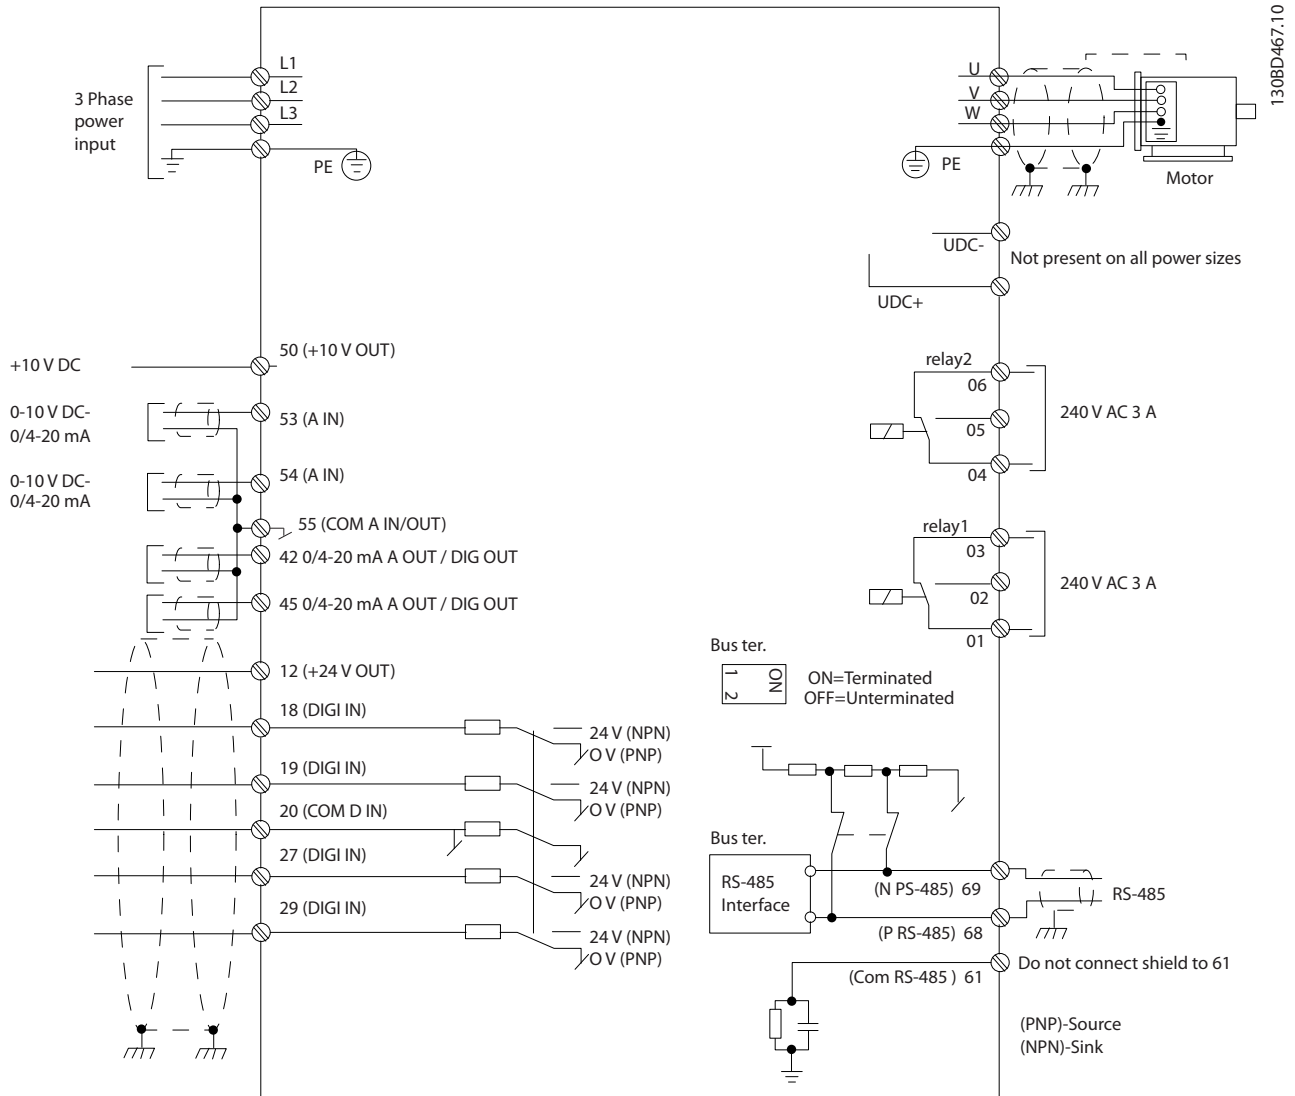 130BD467.10
3 Phase
power
input
L1
L2
L3
PE
U
V
W
PE
Motor
UDC-
Not present on all power sizes
UDC+
+10 V DC
50 (+10 V OUT)
0-10 V DC-
0/4-20 mA
53 (A IN)
0-10 V DC-
0/4-20 mA
54 (A IN)
55 (COM A IN/OUT)
42 0/4-20 mA A OUT / DIG OUT
45 0/4-20 mA A OUT / DIG OUT
12 (+24 V OUT)
18 (DIGI IN)
24 V (NPN)
O V (PNP)
19 (DIGI IN)
24 V (NPN)
O V (PNP)
20 (COM D IN)
27 (DIGI IN)
24 V (NPN)
O V (PNP)
29 (DIGI IN)
24 V (NPN)
O V (PNP)
relay2
06
05
04
240 V AC 3 A
relay1
03
02
01
240 V AC 3 A
Bus ter.
1
2
ON
ON=Terminated
OFF=Unterminated
Bus ter.
RS-485
Interface
(N PS-485) 69
RS-485
(P RS-485) 68
(Com RS-485 ) 61
Do not connect shield to 61
(PNP)-Source
(NPN)-Sink